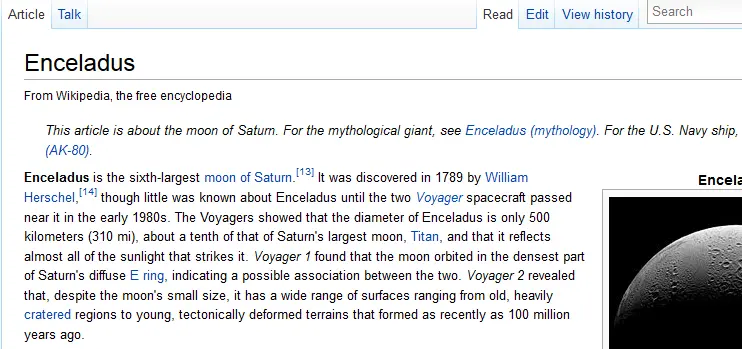 Article Talk Read Edit View history Search
Enceladus
From Wikipedia, the free encyclopedia
This article is about the moon of Saturn. For the mythological giant, see Enceladus (mythology). For the U.S. Navy ship,
(AK-80).
Enceladus is the sixth-largest moon of Saturn.[13] It was discovered in 1789 by William
Herschel,[14] though little was known about Enceladus until the two Voyager spacecraft passed
near it in the early 1980s. The Voyagers showed that the diameter of Enceladus is only 500
kilometers (310 mi), about a tenth of that of Saturn's largest moon, Titan, and that it reflects
almost all of the sunlight that strikes it. Voyager 1 found that the moon orbited in the densest part
of Saturn's diffuse E ring, indicating a possible association between the two. Voyager 2 revealed
that, despite the moon's small size, it has a wide range of surfaces ranging from old, heavily
cratered regions to young, tectonically deformed terrains that formed as recently as 100 million
years ago.